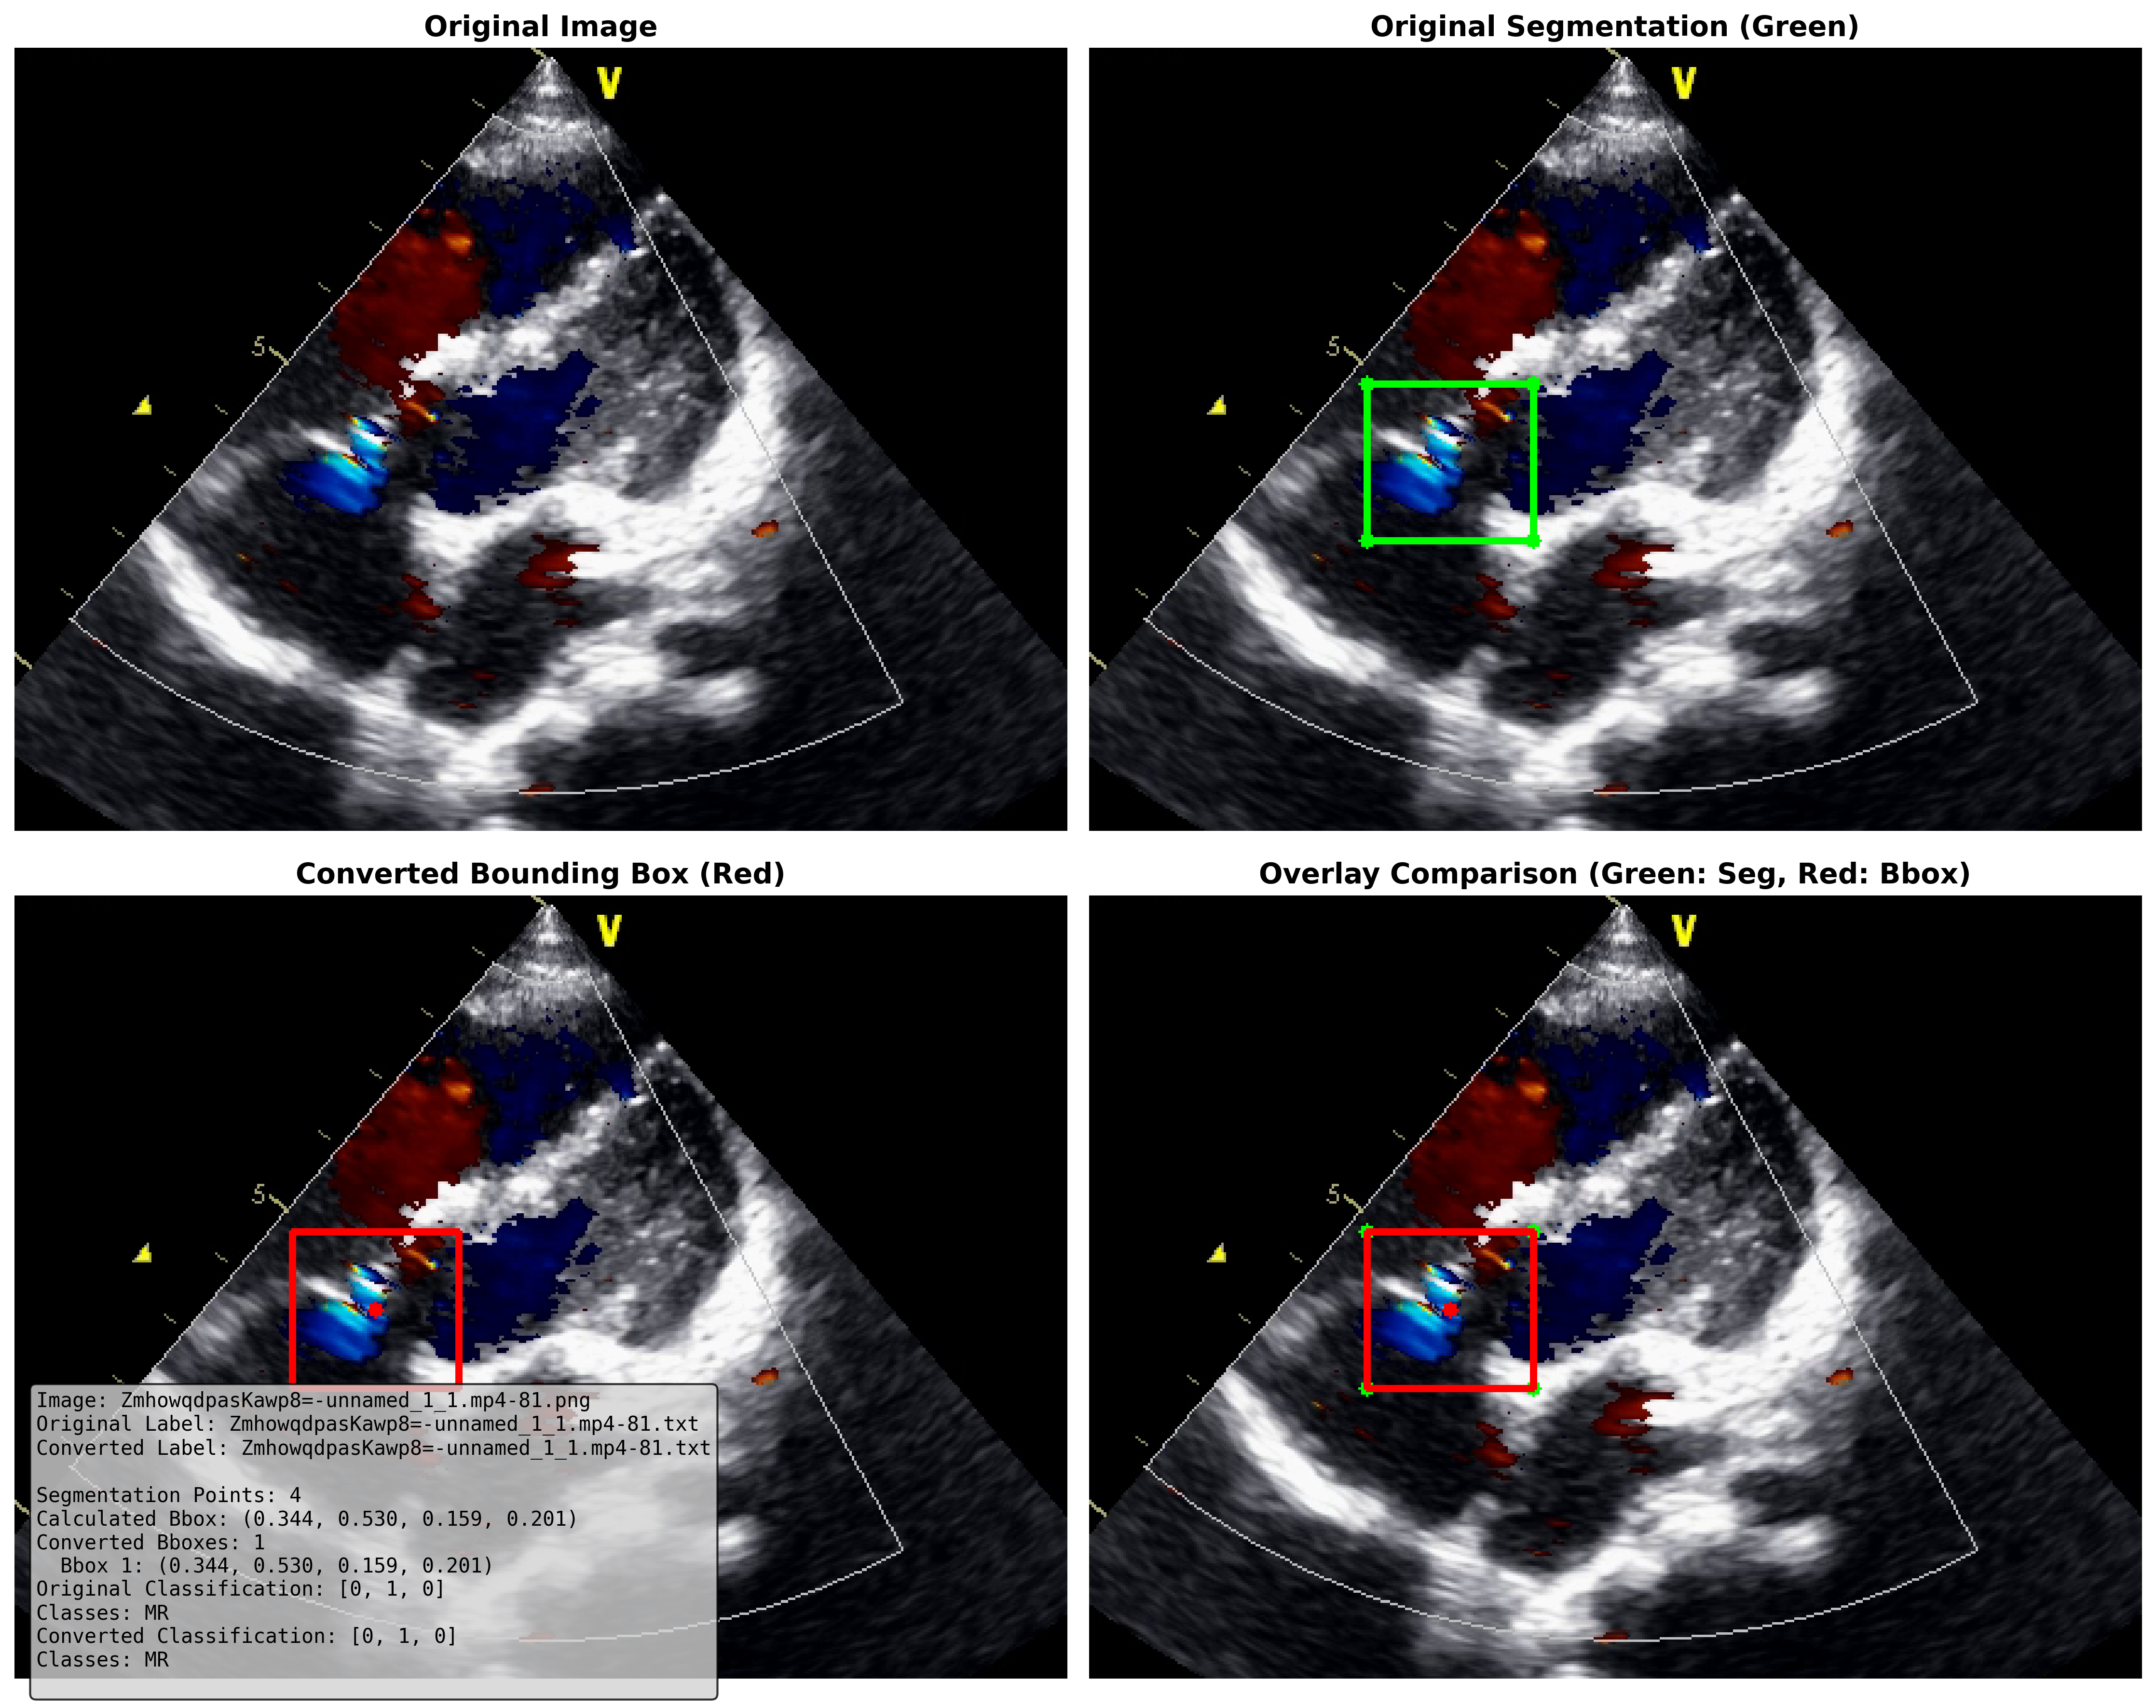 Original Image
Original Segmentation (Green)
V
5
V
5
Converted Bounding Box (Red)
Overlay Comparison (Green: Seg, Red: Bbox)
V
5
V
5
Image: ZmhowqdpasKawp8=-unnamed_1_1.mp4-81.png
Original Label: ZmhowqdpasKawp8=-unnamed_1_1.mp4-81.txt
Converted Label: ZmhowqdpasKawp8=-unnamed_1_1.mp4-81.txt
Segmentation Points: 4
Calculated Bbox: (0.344, 0.530, 0.159, 0.201)
Converted Bboxes: 1
Bbox 1: (0.344, 0.530, 0.159, 0.201)
Original Classification: [0, 1, 0]
Classes: MR
Converted Classification: [0, 1, 0]
Classes: MR